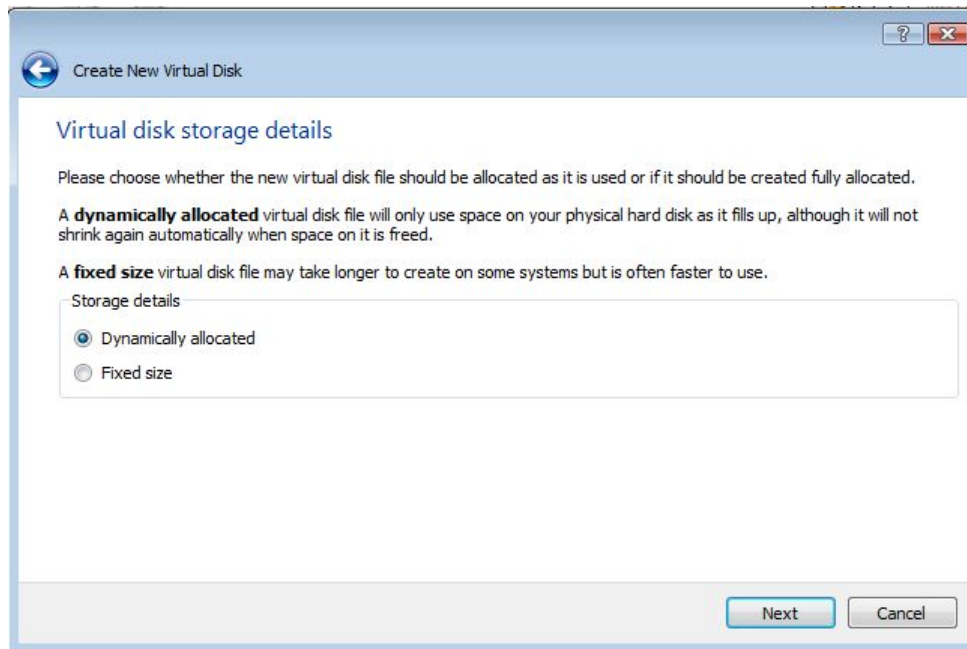 Create New Virtual Disk
Virtual disk storage details
Please choose whether the new virtual disk file should be allocated as it is used or if it should be created fully allocated.
A dynamically allocated virtual disk file will only use space on your physical hard disk as it fills up, although it will not
shrink again automatically when space on it is freed.
A fixed size virtual disk file may take longer to create on some systems but is often faster to use.
Storage details
Dynamically allocated
Fixed size
Next
Cancel